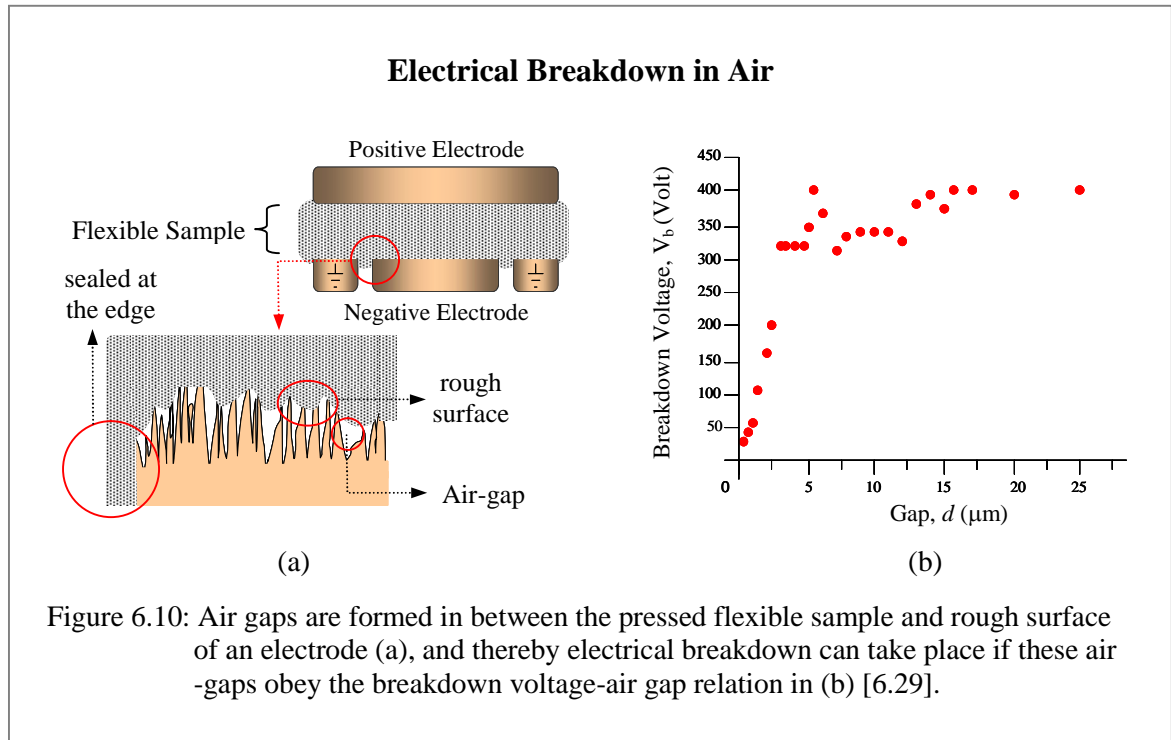 Electrical Breakdown in Air
Positive Electrode
Flexible Sample
sealed at
the edge
Negative Electrode
rough
surface
Air-gap
(a)
Breakdown Voltage, V_b (Volt)
450
400
350
300
250
200
150
100
50
0
5
10
15
20
25
Gap, d (μm)
(b)
Figure 6.10: Air gaps are formed in between the pressed flexible sample and rough surface
of an electrode (a), and thereby electrical breakdown can take place if these air
-gaps obey the breakdown voltage-air gap relation in (b) [6.29].